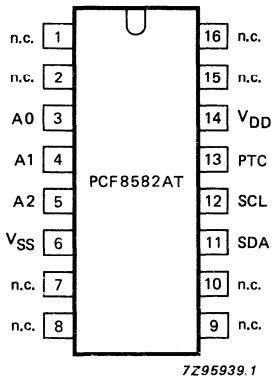 n.c. 1 16 n.c.
n.c. 2 15 n.c.
A0 3 14 VDD
A1 4 13 PTC
PCF8582AT
A2 5 12 SCL
VSS 6 11 SDA
n.c. 7 10 n.c.
n.c. 8 9 n.c.
7Z95939.1